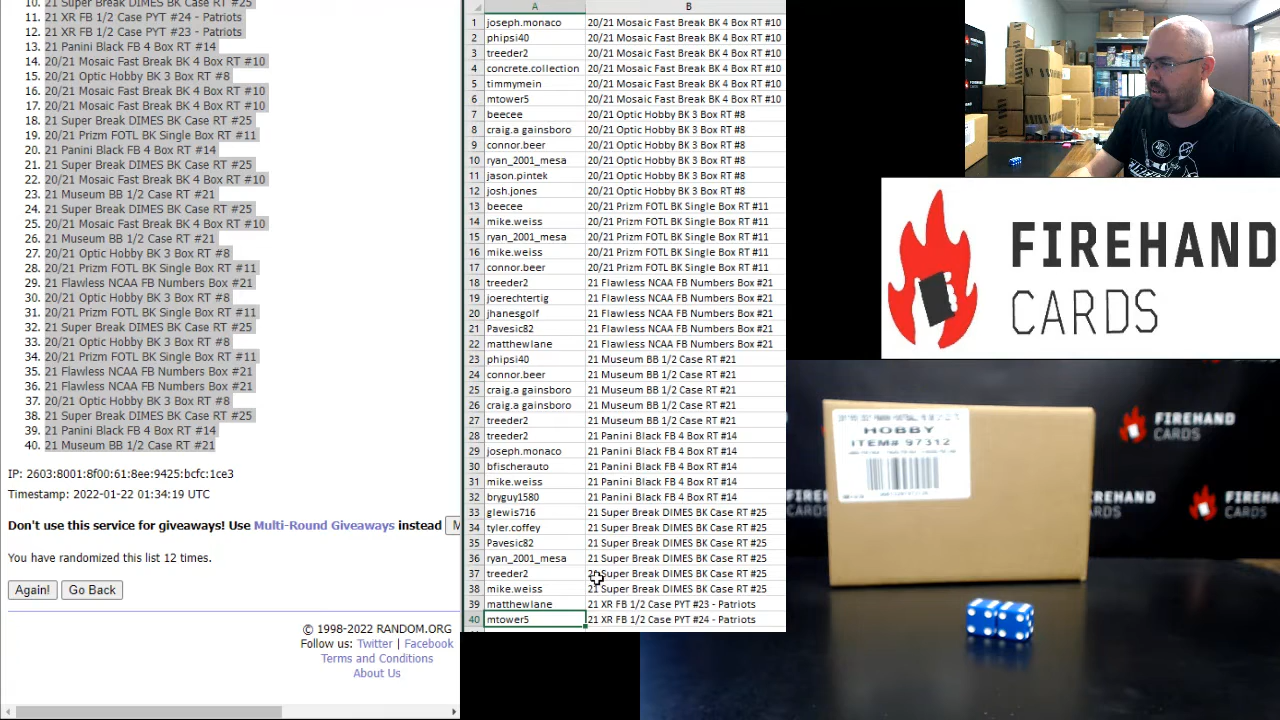 10. 21 Super Break DIMES BK Case RT #25
11. 21 XR FB 1/2 Case PYT #24 - Patriots
12. 21 XR FB 1/2 Case PYT #23 - Patriots
13. 21 Panini Black FB 4 Box RT #14
14. 20/21 Mosaic Fast Break BK 4 Box RT #10
15. 20/21 Optic Hobby BK 3 Box RT #8
16. 20/21 Mosaic Fast Break BK 4 Box RT #10
17. 20/21 Mosaic Fast Break BK 4 Box RT #10
18. 21 Super Break DIMES BK Case RT #25
19. 20/21 Prizm FOTL BK Single Box RT #11
20. 21 Panini Black FB 4 Box RT #14
21. 21 Super Break DIMES BK Case RT #25
22. 20/21 Mosaic Fast Break BK 4 Box RT #10
23. 21 Museum BB 1/2 Case RT #21
24. 21 Super Break DIMES BK Case RT #25
25. 20/21 Mosaic Fast Break BK 4 Box RT #10
26. 21 Museum BB 1/2 Case RT #21
27. 20/21 Optic Hobby BK 3 Box RT #8
28. 20/21 Prizm FOTL BK Single Box RT #11
29. 21 Flawless NCAA FB Numbers Box #21
30. 20/21 Optic Hobby BK 3 Box RT #8
31. 20/21 Prizm FOTL BK Single Box RT #11
32. 21 Super Break DIMES BK Case RT #25
33. 20/21 Optic Hobby BK 3 Box RT #8
34. 20/21 Prizm FOTL BK Single Box RT #11
35. 21 Flawless NCAA FB Numbers Box #21
36. 21 Flawless NCAA FB Numbers Box #21
37. 20/21 Optic Hobby BK 3 Box RT #8
38. 21 Super Break DIMES BK Case RT #25
39. 21 Panini Black FB 4 Box RT #14
40. 21 Museum BB 1/2 Case RT #21
IP: 2603:8001:8f00:61:8ee:9425:bcfc:1ce3
Timestamp: 2022-01-22 01:34:19 UTC
Don't use this service for giveaways! Use Multi-Round Giveaways instead
You have randomized this list 12 times.
Again! Go Back
© 1998-2022 RANDOM.ORG
Follow us: Twitter | Facebook
Terms and Conditions
About Us
A B
1 joseph.monaco 20/21 Mosaic Fast Break BK 4 Box RT #10
2 phipsi40 20/21 Mosaic Fast Break BK 4 Box RT #10
3 treeder2 20/21 Mosaic Fast Break BK 4 Box RT #10
4 concrete.collection 20/21 Mosaic Fast Break BK 4 Box RT #10
5 timmymein 20/21 Mosaic Fast Break BK 4 Box RT #10
6 mtower5 20/21 Mosaic Fast Break BK 4 Box RT #10
7 beecee 20/21 Optic Hobby BK 3 Box RT #8
8 craig.a gainsboro 20/21 Optic Hobby BK 3 Box RT #8
9 connor.beer 20/21 Optic Hobby BK 3 Box RT #8
10 ryan_2001_mesa 20/21 Optic Hobby BK 3 Box RT #8
11 jason.pintek 20/21 Optic Hobby BK 3 Box RT #8
12 josh.jones 20/21 Optic Hobby BK 3 Box RT #8
13 beecee 20/21 Prizm FOTL BK Single Box RT #11
14 mike.weiss 20/21 Prizm FOTL BK Single Box RT #11
15 ryan_2001_mesa 20/21 Prizm FOTL BK Single Box RT #11
16 mike.weiss 20/21 Prizm FOTL BK Single Box RT #11
17 connor.beer 20/21 Prizm FOTL BK Single Box RT #11
18 treeder2 21 Flawless NCAA FB Numbers Box #21
19 joerechtertig 21 Flawless NCAA FB Numbers Box #21
20 jhanesgolf 21 Flawless NCAA FB Numbers Box #21
21 Pavesic82 21 Flawless NCAA FB Numbers Box #21
22 matthewlane 21 Flawless NCAA FB Numbers Box #21
23 phipsi40 21 Museum BB 1/2 Case RT #21
24 connor.beer 21 Museum BB 1/2 Case RT #21
25 craig.a gainsboro 21 Museum BB 1/2 Case RT #21
26 craig.a gainsboro 21 Museum BB 1/2 Case RT #21
27 treeder2 21 Museum BB 1/2 Case RT #21
28 treeder2 21 Panini Black FB 4 Box RT #14
29 joseph.monaco 21 Panini Black FB 4 Box RT #14
30 bfischerauto 21 Panini Black FB 4 Box RT #14
31 mike.weiss 21 Panini Black FB 4 Box RT #14
32 bryguy1580 21 Panini Black FB 4 Box RT #14
33 glewis716 21 Super Break DIMES BK Case RT #25
34 tyler.coffey 21 Super Break DIMES BK Case RT #25
35 Pavesic82 21 Super Break DIMES BK Case RT #25
36 ryan_2001_mesa 21 Super Break DIMES BK Case RT #25
37 treeder2 21 Super Break DIMES BK Case RT #25
38 mike.weiss 21 Super Break DIMES BK Case RT #25
39 matthewlane 21 XR FB 1/2 Case PYT #23 - Patriots
40 mtower5 21 XR FB 1/2 Case PYT #24 - Patriots
FIREHAND
CARDS
HOBBY
ITEM# 97312
FIREHAND
CARDS
FIREHAND
CARDS